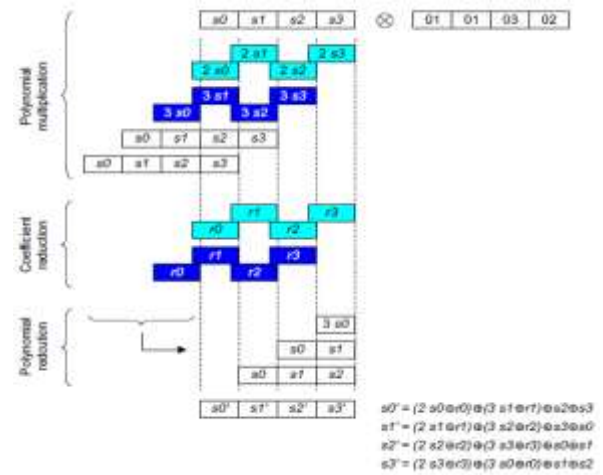 s0 s1 s2 s3 ⊗ 01 01 03 02
Polynomial
multiplication
2 s1 2 s3
2 s0 2 s2
3 s1 3 s3
3 s0 3 s2
s0 s1 s2 s3
s0 s1 s2 s3
Coefficient
reduction
r1 r3
r0 r2
r1 r3
r0 r2
Polynomial
redcution
3 s0
s0 s1
s0 s1 s2
s0' s1' s2' s3'
s0' = (2 s0⊕r0)⊕(3 s1⊕r1)⊕s2⊕s3
s1' = (2 s1⊕r1)⊕(3 s2⊕r2)⊕s3⊕s0
s2' = (2 s2⊕r2)⊕(3 s3⊕r3)⊕s0⊕s1
s3' = (2 s3⊕r3)⊕(3 s0⊕r0)⊕s1⊕s2